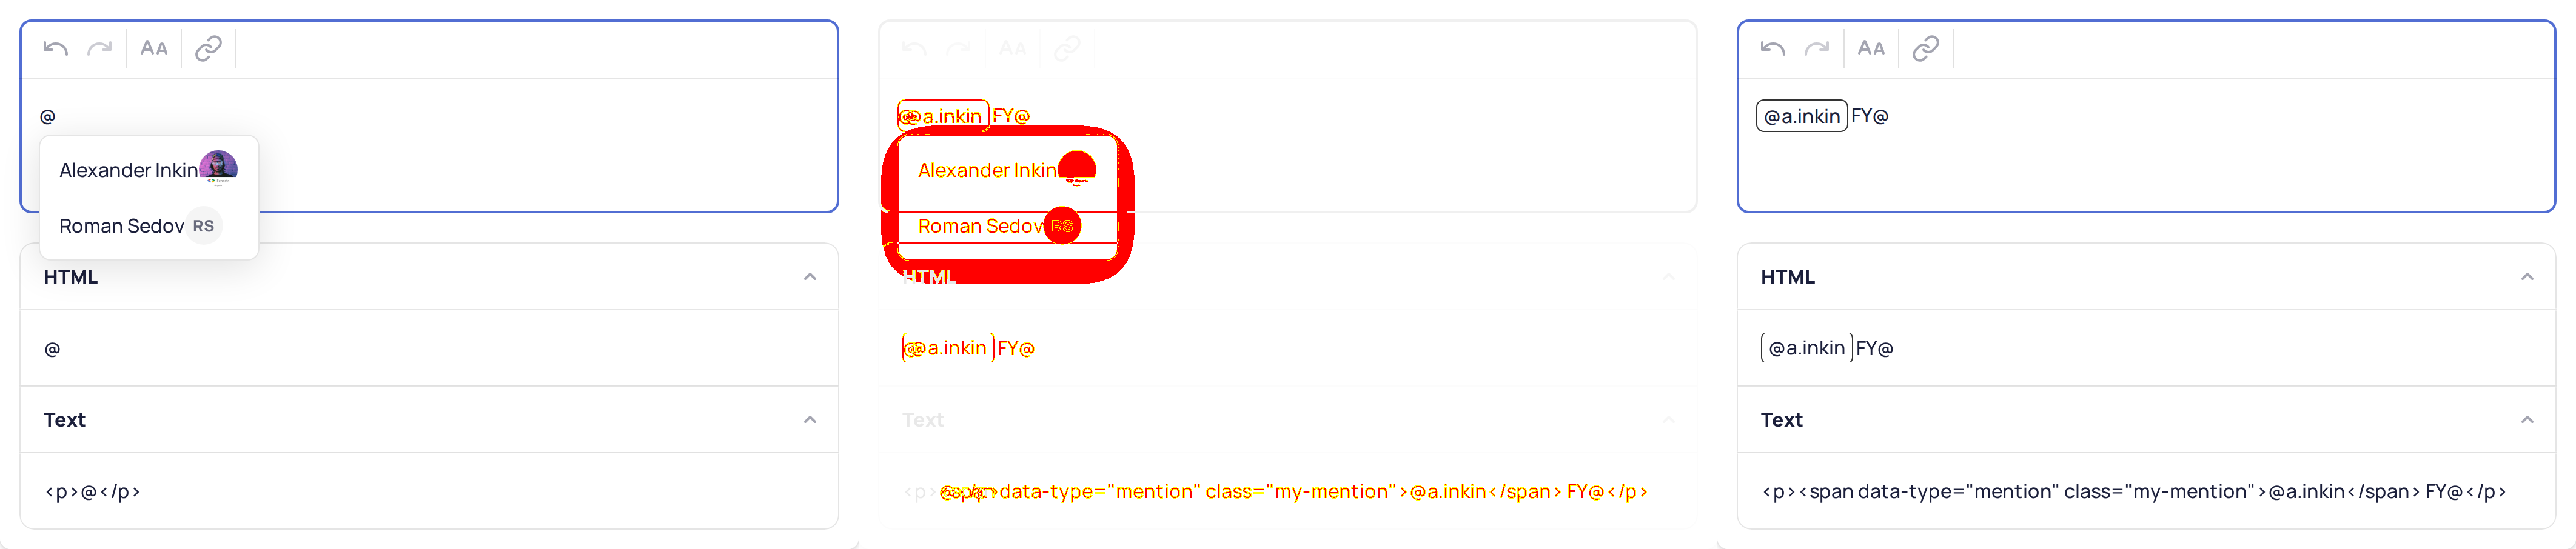 AA
@
Alexander Inkin
Roman Sedov RS
HTML
@
Text
<p>@</p>
AA
@a.inkin FY@
Alexander Inkin
Roman Sedov RS
HTML
@a.inkin FY@
Text
<p>@span data-type="mention" class="my-mention">@a.inkin</span> FY@</p>
AA
@a.inkin FY@
HTML
@a.inkin FY@
Text
<p><span data-type="mention" class="my-mention">@a.inkin</span> FY@</p>